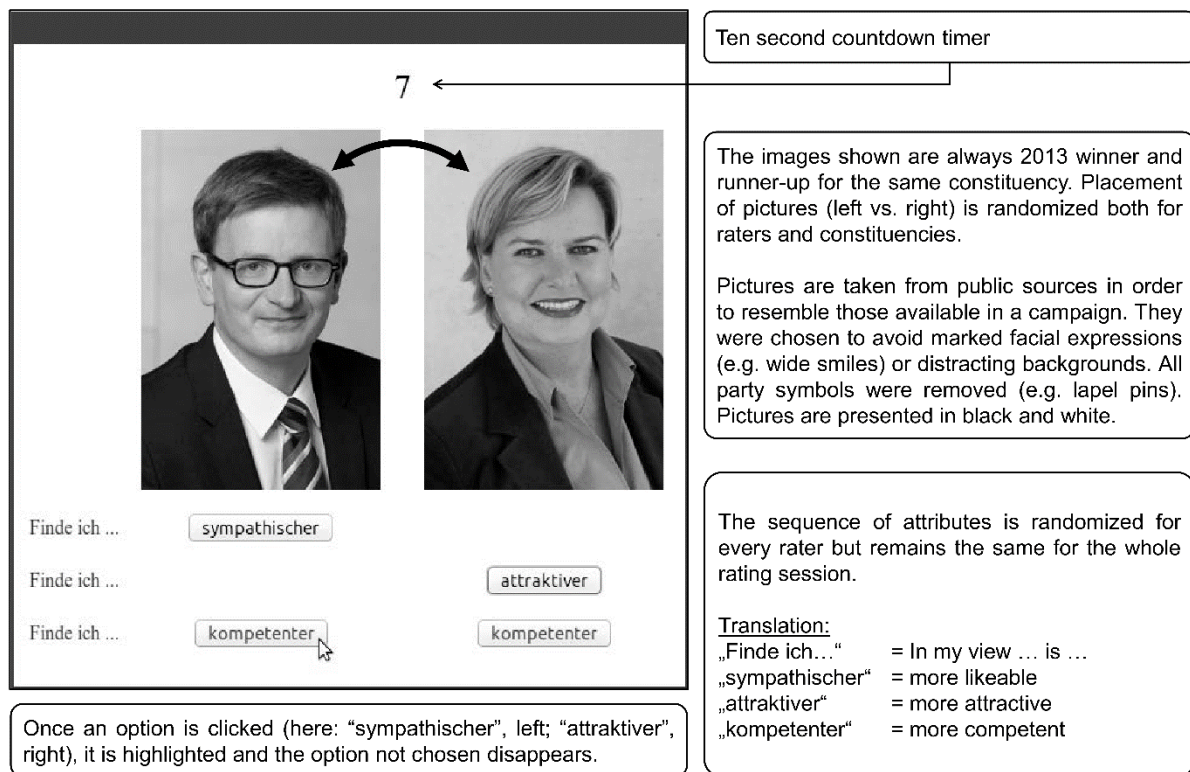 Ten second countdown timer
7
The images shown are always 2013 winner and
runner-up for the same constituency. Placement
of pictures (left vs. right) is randomized both for
raters and constituencies.
Pictures are taken from public sources in order
to resemble those available in a campaign. They
were chosen to avoid marked facial expressions
(e.g. wide smiles) or distracting backgrounds. All
party symbols were removed (e.g. lapel pins).
Pictures are presented in black and white.
Finde ich ... sympathischer
Finde ich ... attraktiver
Finde ich ... kompetenter kompetenter
The sequence of attributes is randomized for
every rater but remains the same for the whole
rating session.
Translation:
„Finde ich…“ = In my view … is …
„sympathischer“ = more likeable
„attraktiver“ = more attractive
„kompetenter“ = more competent
Once an option is clicked (here: “sympathischer”, left; “attraktiver”,
right), it is highlighted and the option not chosen disappears.